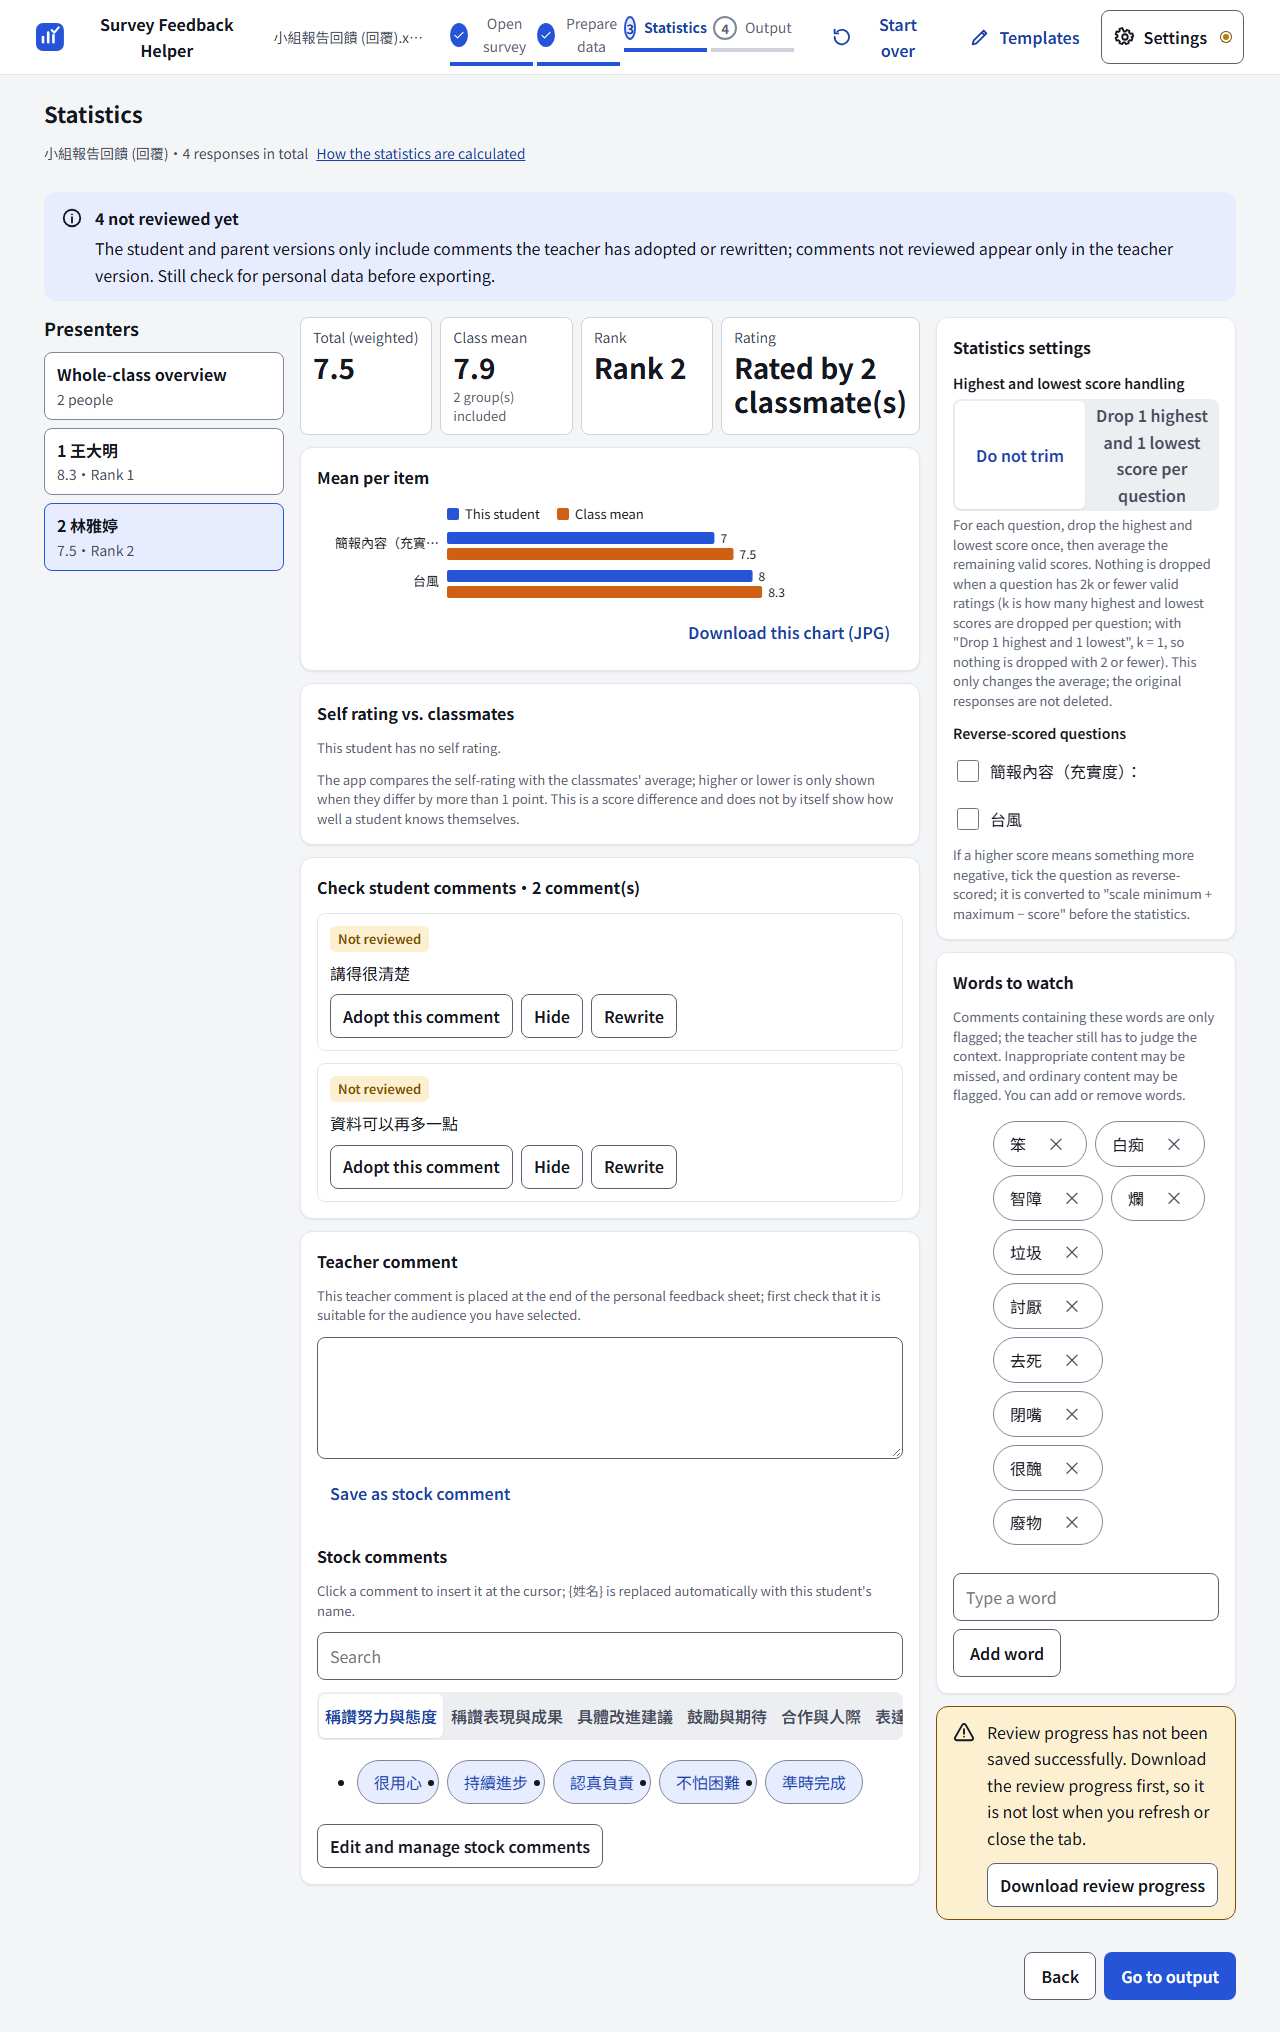 Survey Feedback
Helper
小組報告回饋 (回覆).x…
Open
survey
Prepare
data
3 Statistics
4 Output
Start
over
Templates
Settings
Statistics
小組報告回饋 (回覆)・4 responses in total How the statistics are calculated
4 not reviewed yet
The student and parent versions only include comments the teacher has adopted or rewritten; comments not reviewed appear only in the teacher
version. Still check for personal data before exporting.
Presenters
Whole-class overview
2 people
1 王大明
8.3・Rank 1
2 林雅婷
7.5・Rank 2
Total (weighted)
7.5
Class mean
7.9
2 group(s)
included
Rank
Rank 2
Rating
Rated by 2
classmate(s)
Mean per item
This student
Class mean
簡報內容（充實…
7
7.5
台風
8
8.3
Download this chart (JPG)
Self rating vs. classmates
This student has no self rating.
The app compares the self-rating with the classmates' average; higher or lower is only shown
when they differ by more than 1 point. This is a score difference and does not by itself show how
well a student knows themselves.
Check student comments・2 comment(s)
Not reviewed
講得很清楚
Adopt this comment
Hide
Rewrite
Not reviewed
資料可以再多一點
Adopt this comment
Hide
Rewrite
Teacher comment
This teacher comment is placed at the end of the personal feedback sheet; first check that it is
suitable for the audience you have selected.
Save as stock comment
Stock comments
Click a comment to insert it at the cursor; {姓名} is replaced automatically with this student's
name.
Search
稱讚努力與態度 稱讚表現與成果 具體改進建議 鼓勵與期待 合作與人際 表達
很用心
持續進步
認真負責
不怕困難
準時完成
Edit and manage stock comments
Statistics settings
Highest and lowest score handling
Do not trim
Drop 1 highest
and 1 lowest
score per
question
For each question, drop the highest and
lowest score once, then average the
remaining valid scores. Nothing is dropped
when a question has 2k or fewer valid
ratings (k is how many highest and lowest
scores are dropped per question; with
"Drop 1 highest and 1 lowest", k = 1, so
nothing is dropped with 2 or fewer). This
only changes the average; the original
responses are not deleted.
Reverse-scored questions
簡報內容（充實度）：
台風
If a higher score means something more
negative, tick the question as reverse-
scored; it is converted to "scale minimum +
maximum − score" before the statistics.
Words to watch
Comments containing these words are only
flagged; the teacher still has to judge the
context. Inappropriate content may be
missed, and ordinary content may be
flagged. You can add or remove words.
笨
白痴
智障
爛
垃圾
討厭
去死
閉嘴
很醜
廢物
Type a word
Add word
Review progress has not been
saved successfully. Download
the review progress first, so it
is not lost when you refresh or
close the tab.
Download review progress
Back
Go to output